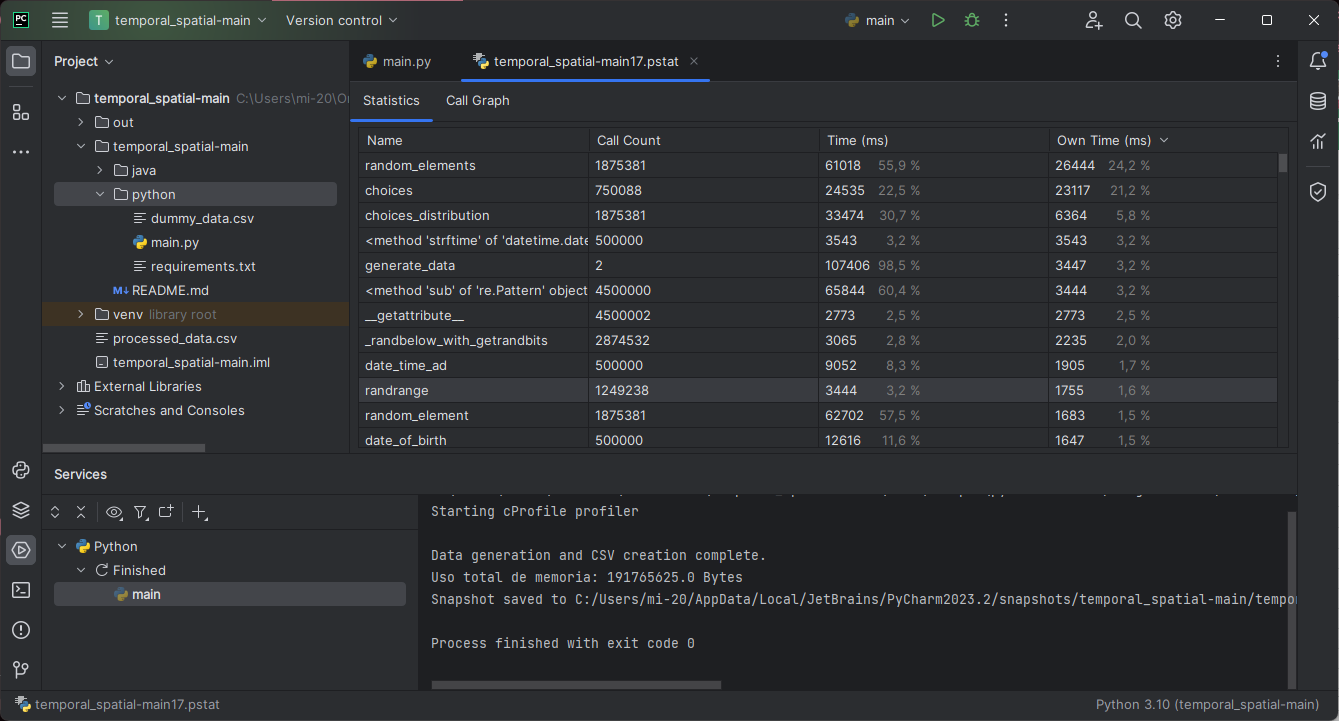 PC
T temporal_spatial-main Version control main
Project
main.py temporal_spatial-main17.pstat
temporal_spatial-main C:\Users\mi-20\On
out
temporal_spatial-main
java
python
dummy_data.csv
main.py
requirements.txt
M↓ README.md
venv library root
processed_data.csv
temporal_spatial-main.iml
External Libraries
Scratches and Consoles
Statistics Call Graph
Name Call Count Time (ms) Own Time (ms)
random_elements 1875381 61018 55,9 % 26444 24,2 %
choices 750088 24535 22,5 % 23117 21,2 %
choices_distribution 1875381 33474 30,7 % 6364 5,8 %
<method 'strftime' of 'datetime.date 500000 3543 3,2 % 3543 3,2 %
generate_data 2 107406 98,5 % 3447 3,2 %
<method 'sub' of 're.Pattern' object 4500000 65844 60,4 % 3444 3,2 %
__getattribute__ 4500002 2773 2,5 % 2773 2,5 %
_randbelow_with_getrandbits 2874532 3065 2,8 % 2235 2,0 %
date_time_ad 500000 9052 8,3 % 1905 1,7 %
randrange 1249238 3444 3,2 % 1755 1,6 %
random_element 1875381 62702 57,5 % 1683 1,5 %
date_of_birth 500000 12616 11,6 % 1647 1,5 %
Services
Python
Finished
main
Starting cProfile profiler
Data generation and CSV creation complete.
Uso total de memoria: 191765625.0 Bytes
Snapshot saved to C:/Users/mi-20/AppData/Local/JetBrains/PyCharm2023.2/snapshots/temporal_spatial-main/tempor
Process finished with exit code 0
temporal_spatial-main17.pstat Python 3.10 (temporal_spatial-main)